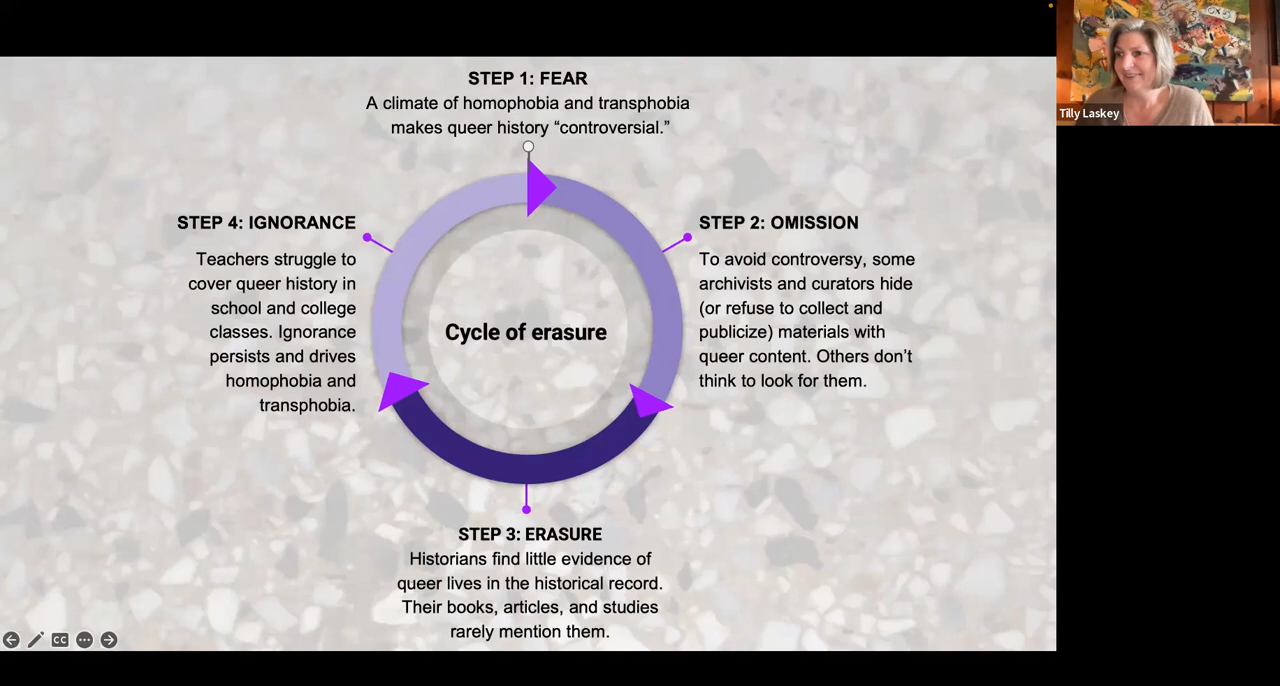 STEP 1: FEAR
A climate of homophobia and transphobia
makes queer history “controversial.”
STEP 2: OMISSION
To avoid controversy, some
archivists and curators hide
(or refuse to collect and
publicize) materials with
queer content. Others don’t
think to look for them.
STEP 3: ERASURE
Historians find little evidence of
queer lives in the historical record.
Their books, articles, and studies
rarely mention them.
STEP 4: IGNORANCE
Teachers struggle to
cover queer history in
school and college
classes. Ignorance
persists and drives
homophobia and
transphobia.
Cycle of erasure
Tilly Laskey
CC